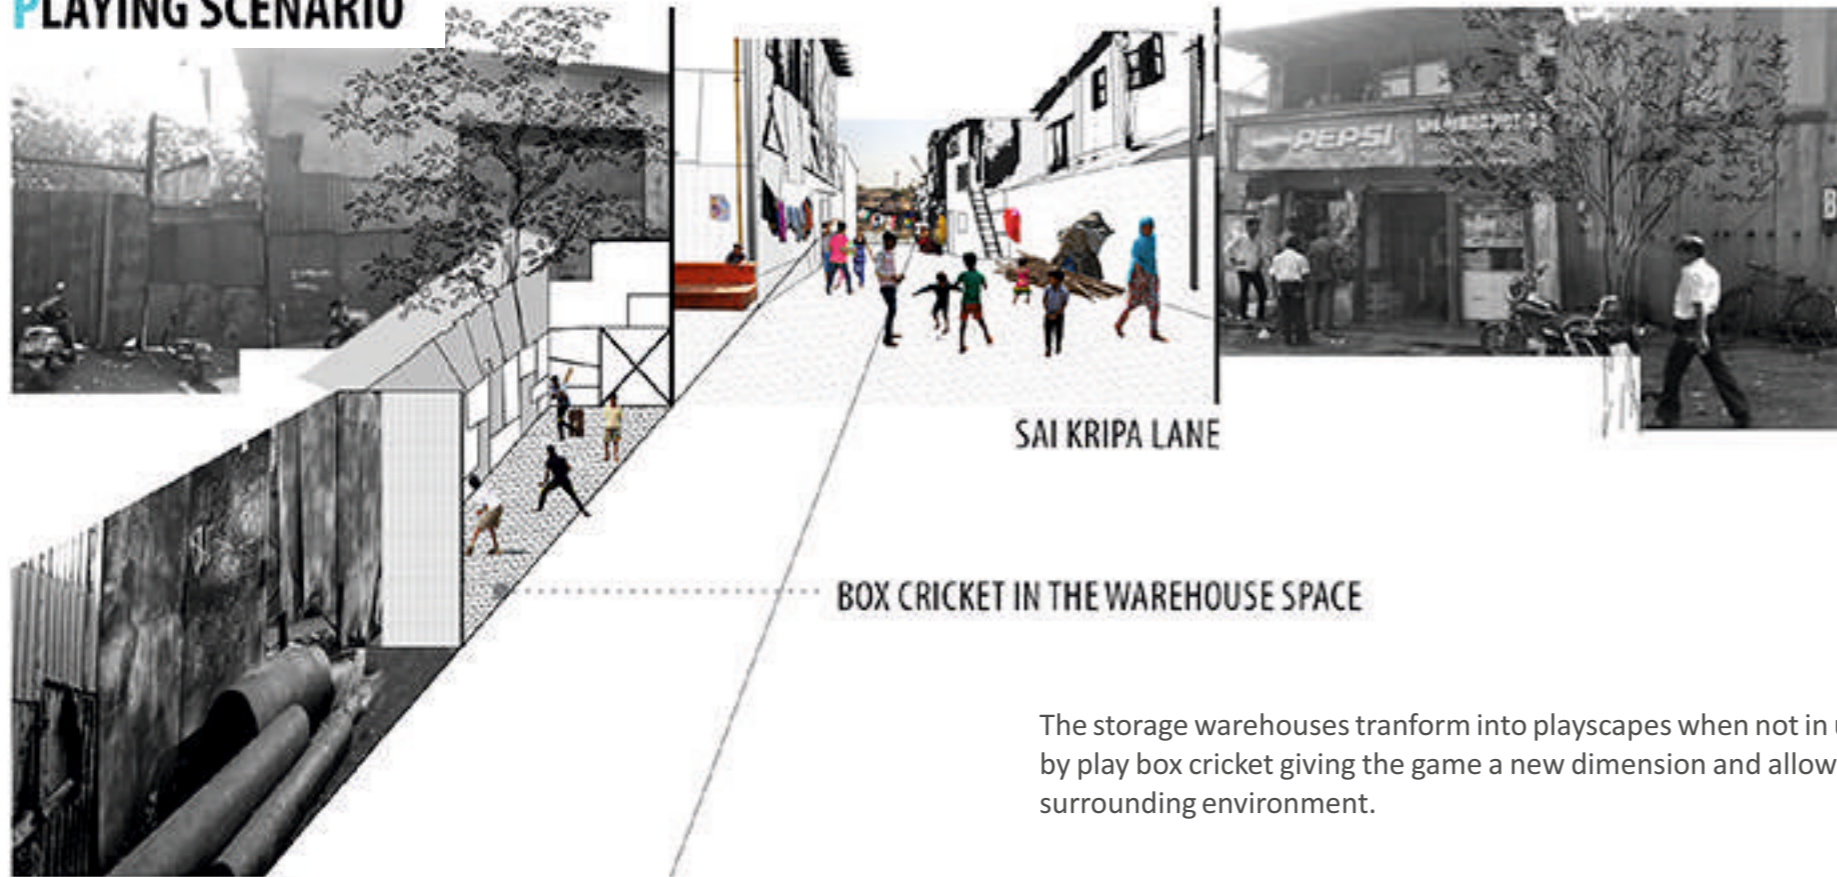 PLAYING SCENARIO
PEPSI
SAI KRIPA LANE
BOX CRICKET IN THE WAREHOUSE SPACE
The storage warehouses tranform into playscapes when not in
by play box cricket giving the game a new dimension and allow
surrounding environment.